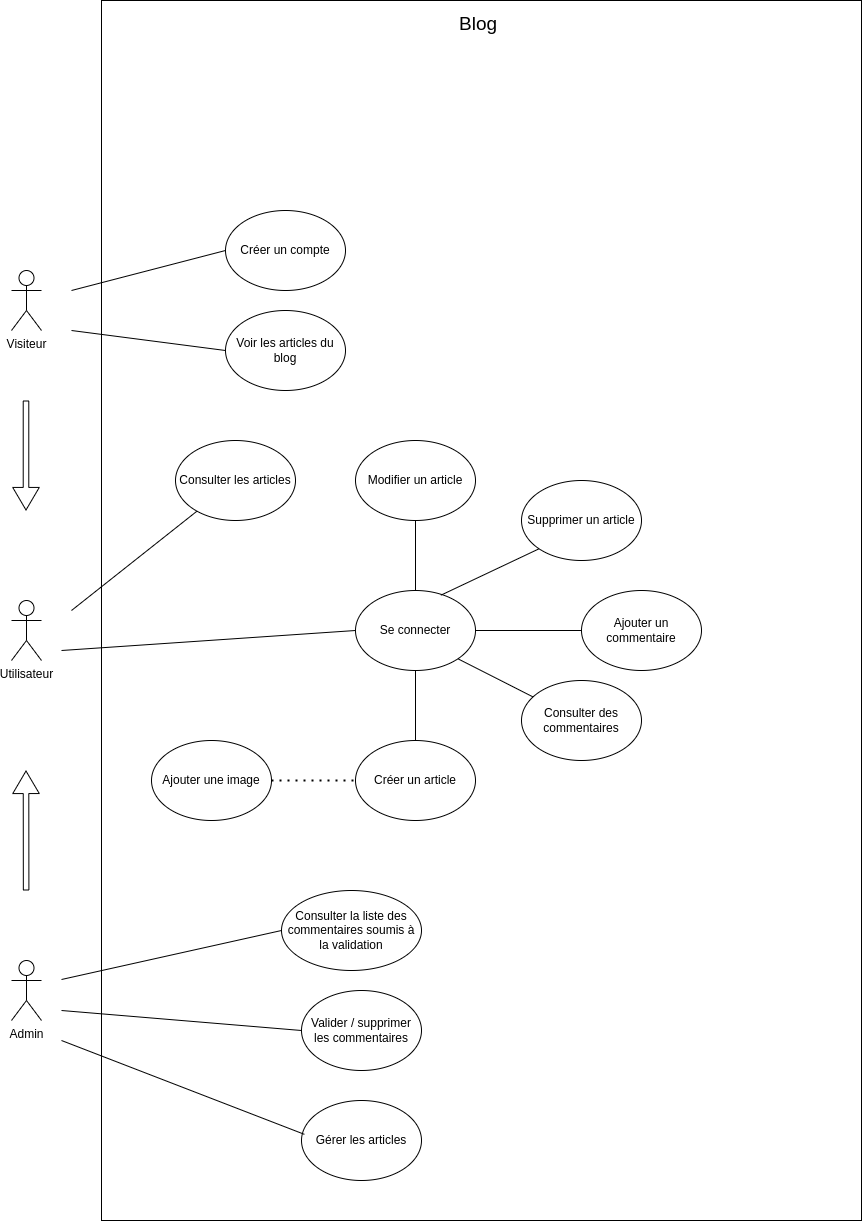 Blog
Créer un compte
Visiteur
Voir les articles du
blog
Consulter les articles
Modifier un article
Supprimer un article
Se connecter
Ajouter un
commentaire
Utilisateur
Consulter des
commentaires
Ajouter une image
Créer un article
Consulter la liste des
commentaires soumis à
la validation
Admin
Valider / supprimer
les commentaires
Gérer les articles